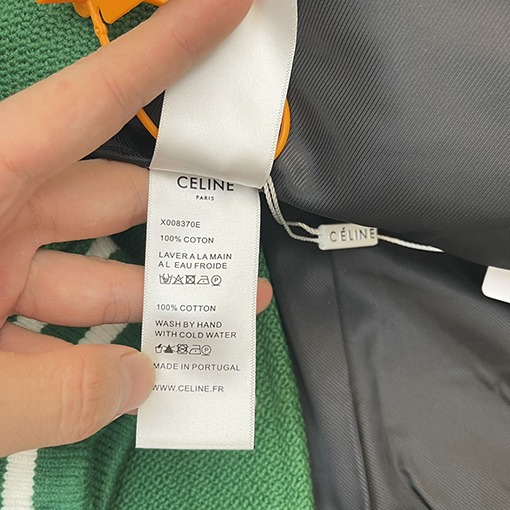 CELINE
PARIS
X008370E
100% COTON
LAVER A LA MAIN
A L EAU FROIDE
100% COTTON
WASH BY HAND
WITH COLD WATER
MADE IN PORTUGAL
WWW.CELINE.FR
CÉLINE